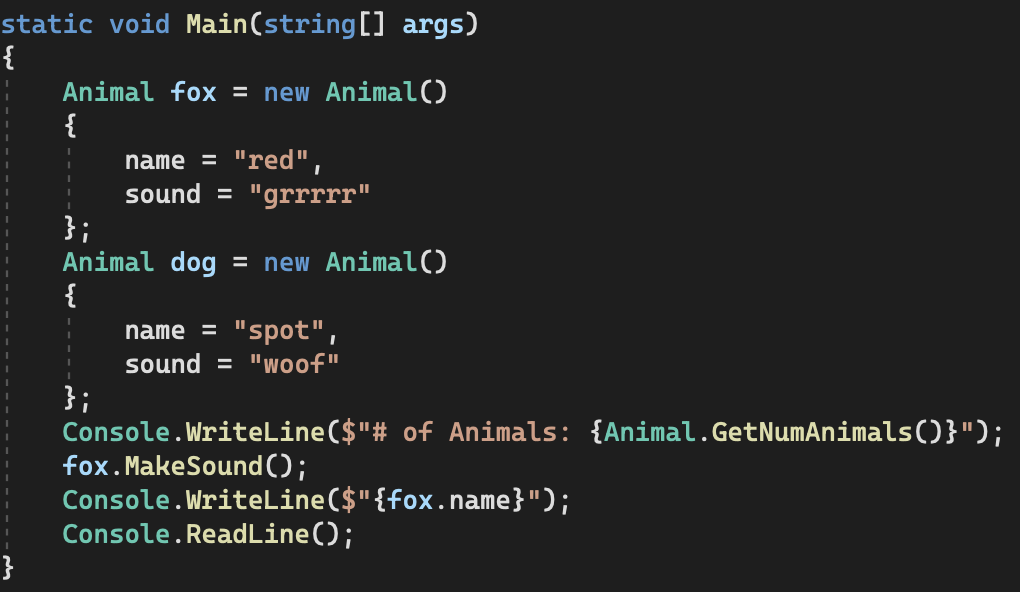 static void Main(string[] args)
{
    Animal fox = new Animal()
    {
        name = "red",
        sound = "grrrrr"
    };
    Animal dog = new Animal()
    {
        name = "spot",
        sound = "woof"
    };
    Console.WriteLine($"# of Animals: {Animal.GetNumAnimals()}");
    fox.MakeSound();
    Console.WriteLine($"{fox.name}");
    Console.ReadLine();
}